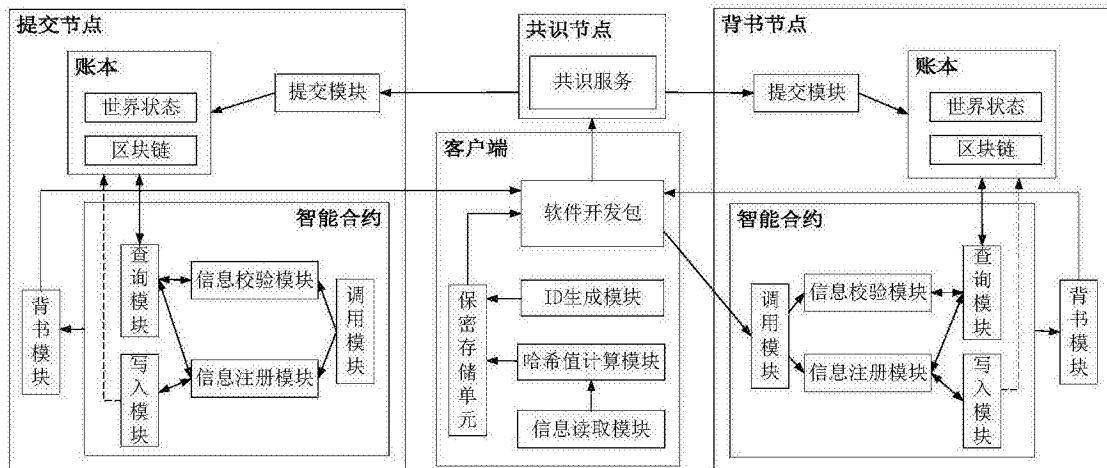 提交节点
账本
世界状态
区块链
提交模块
智能合约
查询模块
信息校验模块
调用模块
背书模块
写入模块
信息注册模块
共识节点
共识服务
客户端
软件开发包
保密存储单元
ID生成模块
哈希值计算模块
信息读取模块
背书节点
账本
提交模块
世界状态
区块链
智能合约
调用模块
信息校验模块
查询模块
背书模块
信息注册模块
写入模块